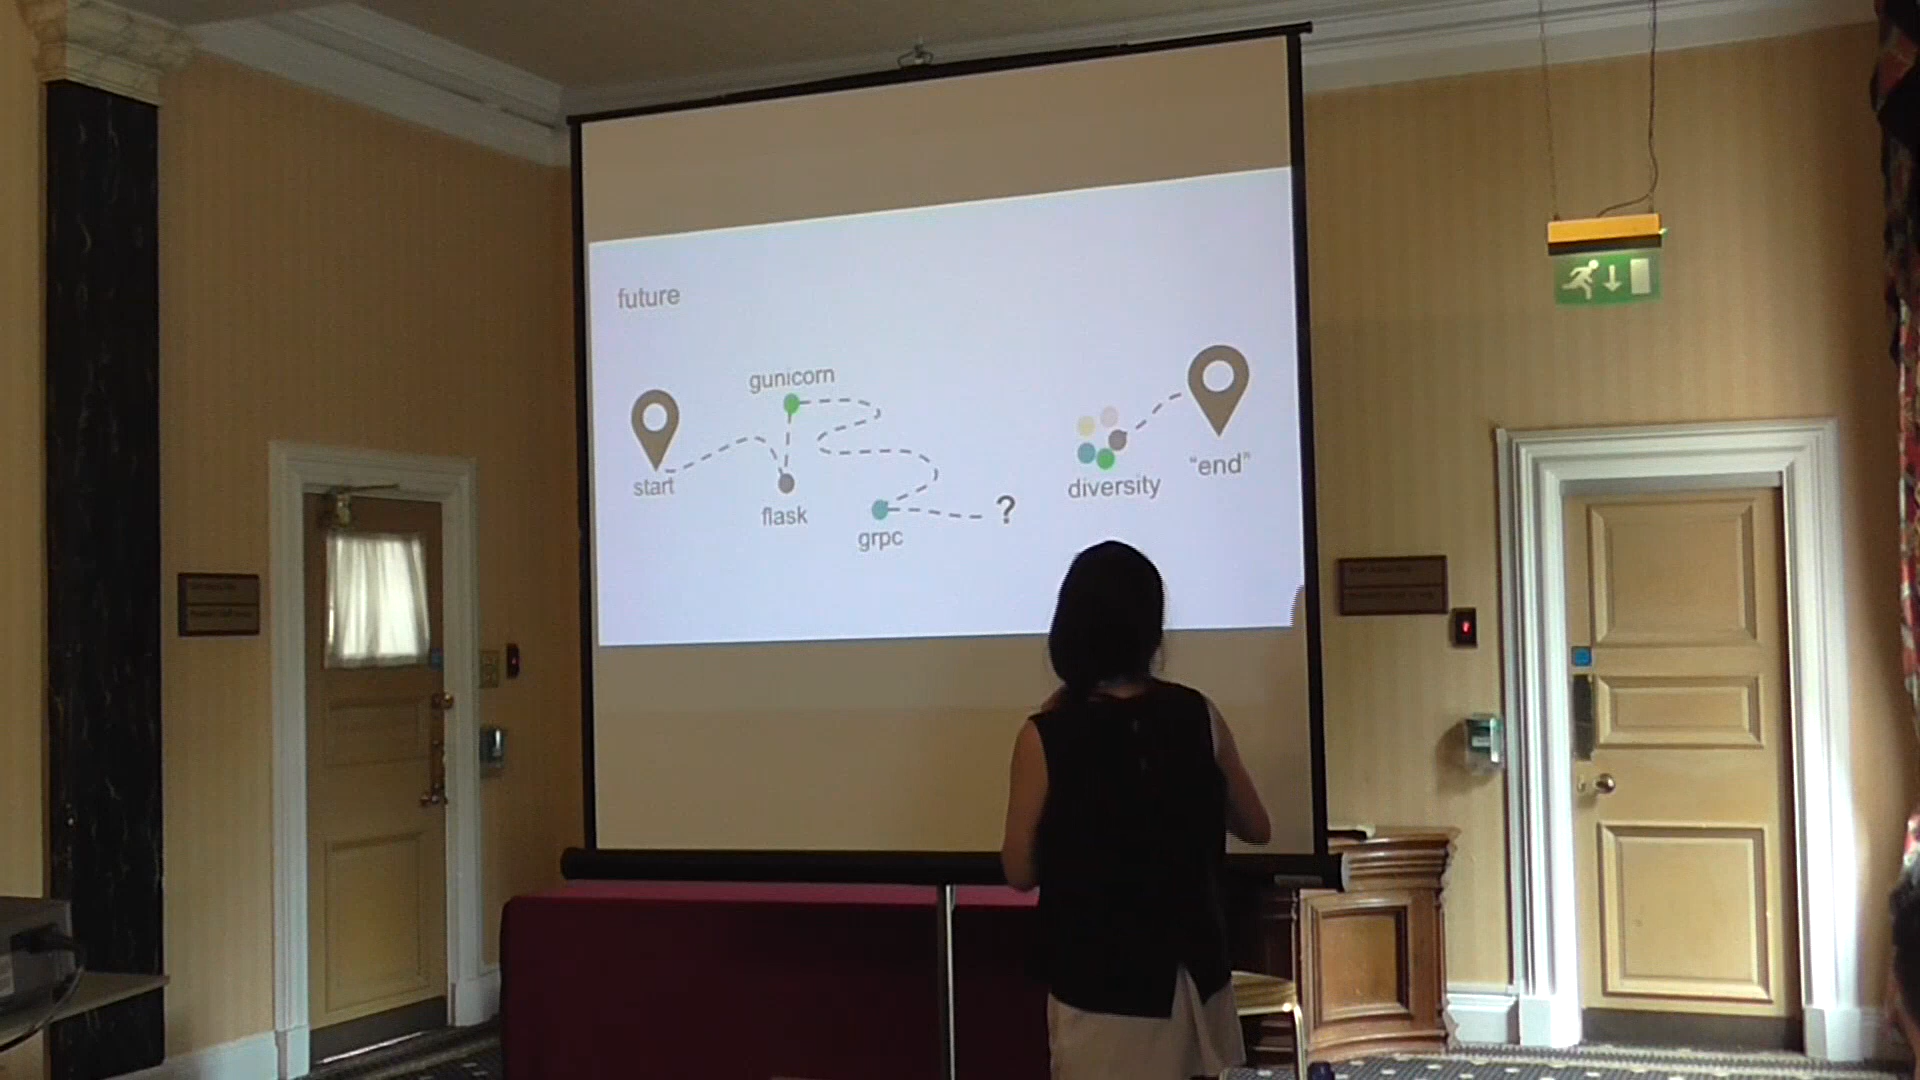 future
gunicorn
start
flask
grpc
?
diversity
“end”